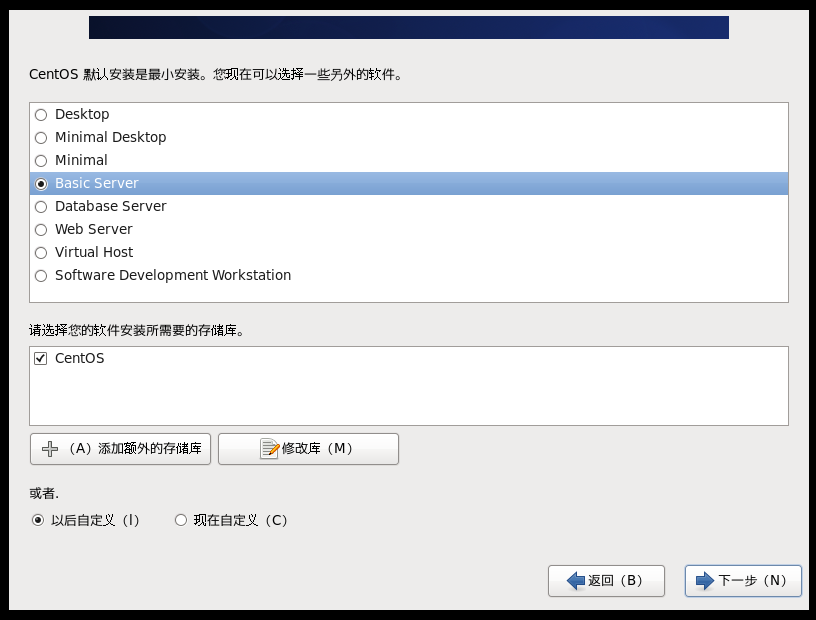 CentOS 默认安装是最小安装。您现在可以选择一些另外的软件。
Desktop
Minimal Desktop
Minimal
Basic Server
Database Server
Web Server
Virtual Host
Software Development Workstation
请选择您的软件安装所需要的存储库。
CentOS
（A）添加额外的存储库 修改库（M）
或者.
以后自定义（l） 现在自定义（C）
返回（B） 下一步（N）